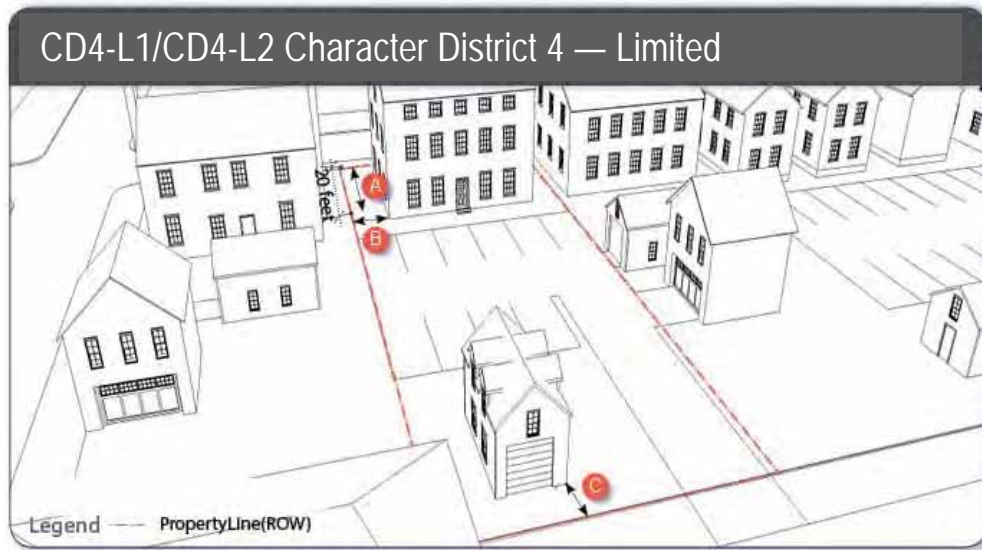 CD4-L1/CD4-L2 Character District 4 — Limited
20 feet
A
B
C
Legend
PropertyLine(ROW)